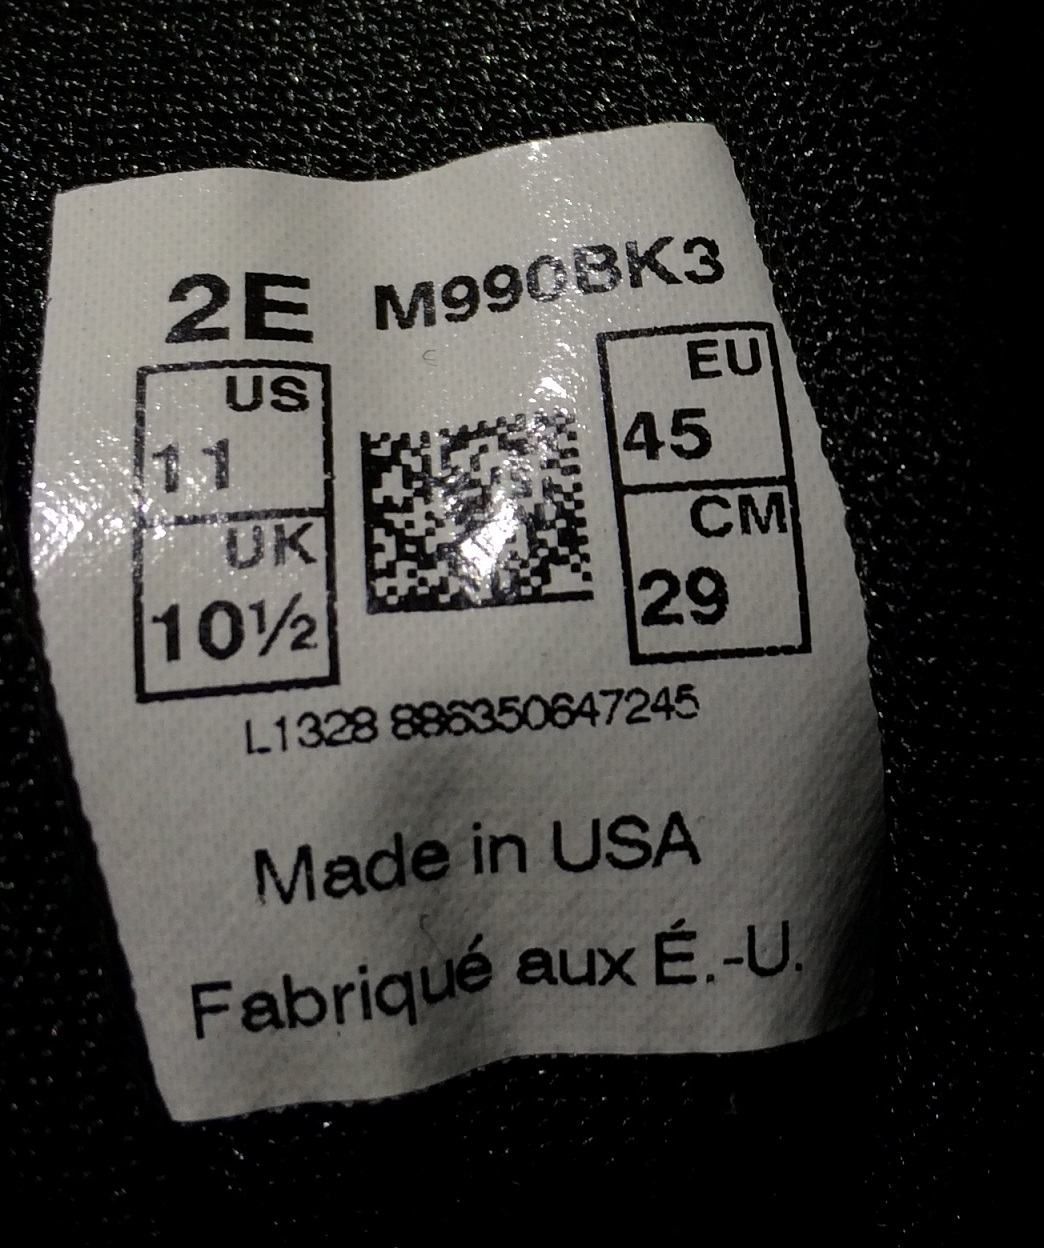 2E M990BK3
US
11
UK
10½
EU
45
CM
29
L1328 886350647245
Made in USA
Fabriqué aux É.-U.